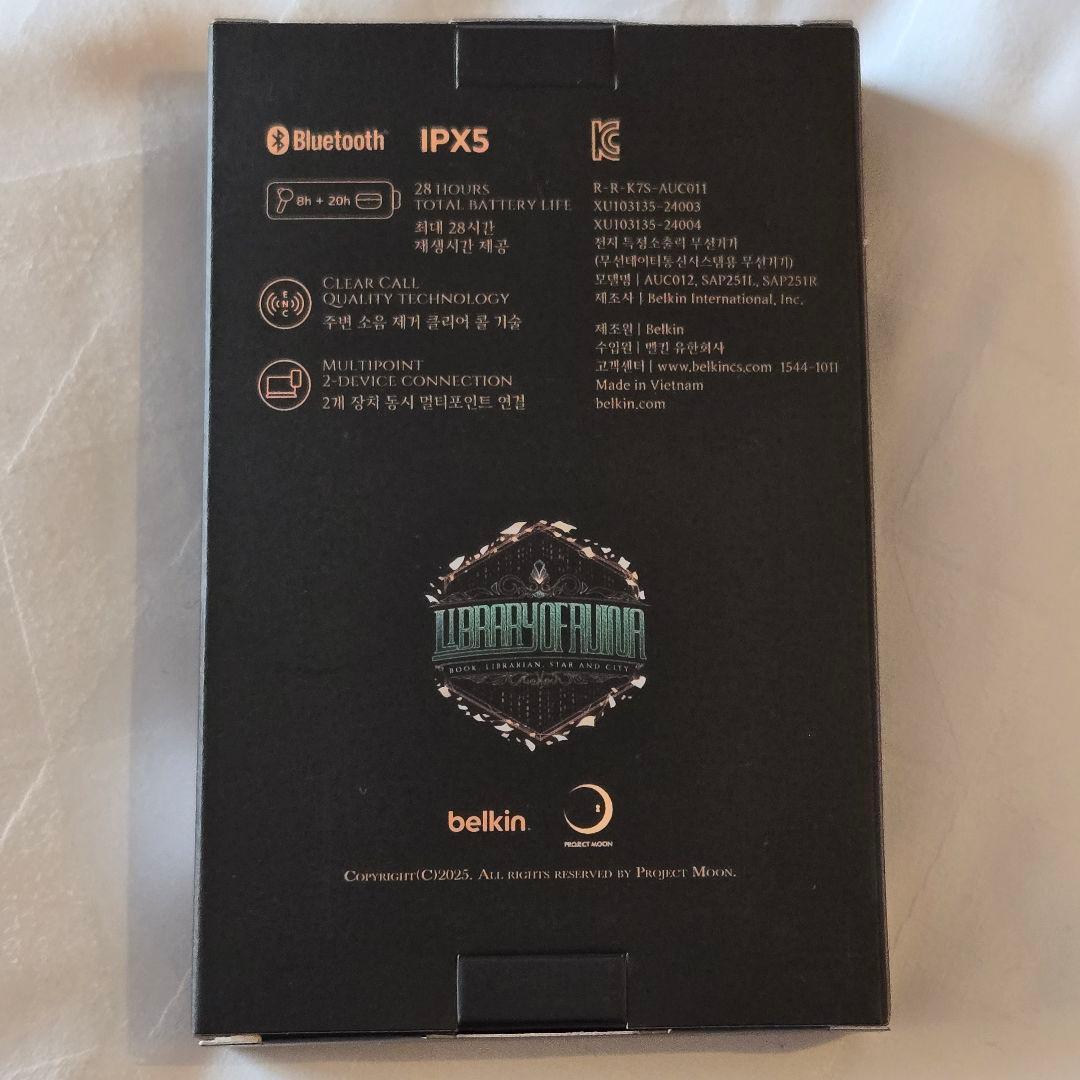 Bluetooth
IPX5
8h + 20h
28 HOURS
TOTAL BATTERY LIFE
최대 28시간
재생시간 제공
CLEAR CALL
QUALITY TECHNOLOGY
주변 소음 제거 클리어 콜 기술
ENC
MULTIPOINT
2-DEVICE CONNECTION
2개 장치 동시 멀티포인트 연결
KC
R-R-K7S-AUC011
XU103135-24003
XU103135-24004
전지 특정소출력 무선기기
(무선데이터통신시스템용 무선기기)
모델명 | AUC012, SAP251L, SAP251R
제조사 | Belkin International, Inc.
제조원 | Belkin
수입원 | 벨킨 유한회사
고객센터 | www.belkincs.com 1544-1011
Made in Vietnam
belkin.com
LIBRARY OF RUINA
BOOK, LIBRARIAN, STAR AND CITY
belkin
PROJECT MOON
COPYRIGHT(C)2025. ALL RIGHTS RESERVED BY PROJECT MOON.